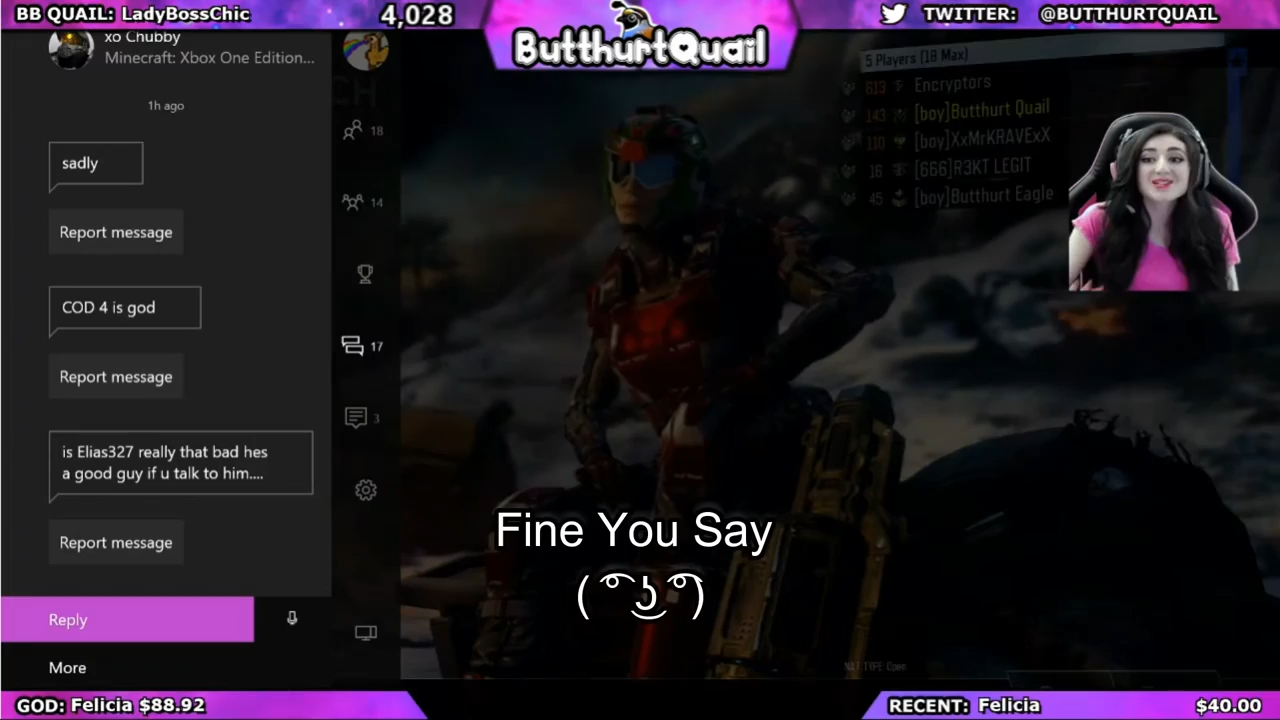 BB QUAIL: LadyBossChic
4,028
ButthurtQuail
TWITTER: @BUTTHURTQUAIL
xo Chubby
Minecraft: Xbox One Edition...
1h ago
sadly
Report message
COD 4 is god
Report message
is Elias327 really that bad hes
a good guy if u talk to him....
Report message
Reply
More
18
14
17
3
5 Players (18 Max)
613 Encryptors
143 [boy]Butthurt Quail
110 [boy]XxMrKRAVExX
16 [666]R3KT LEGIT
45 [boy]Butthurt Eagle
Fine You Say
( ͡° ͜ʖ ͡°)
NAT TYPE Open
GOD: Felicia $88.92
RECENT: Felicia $40.00